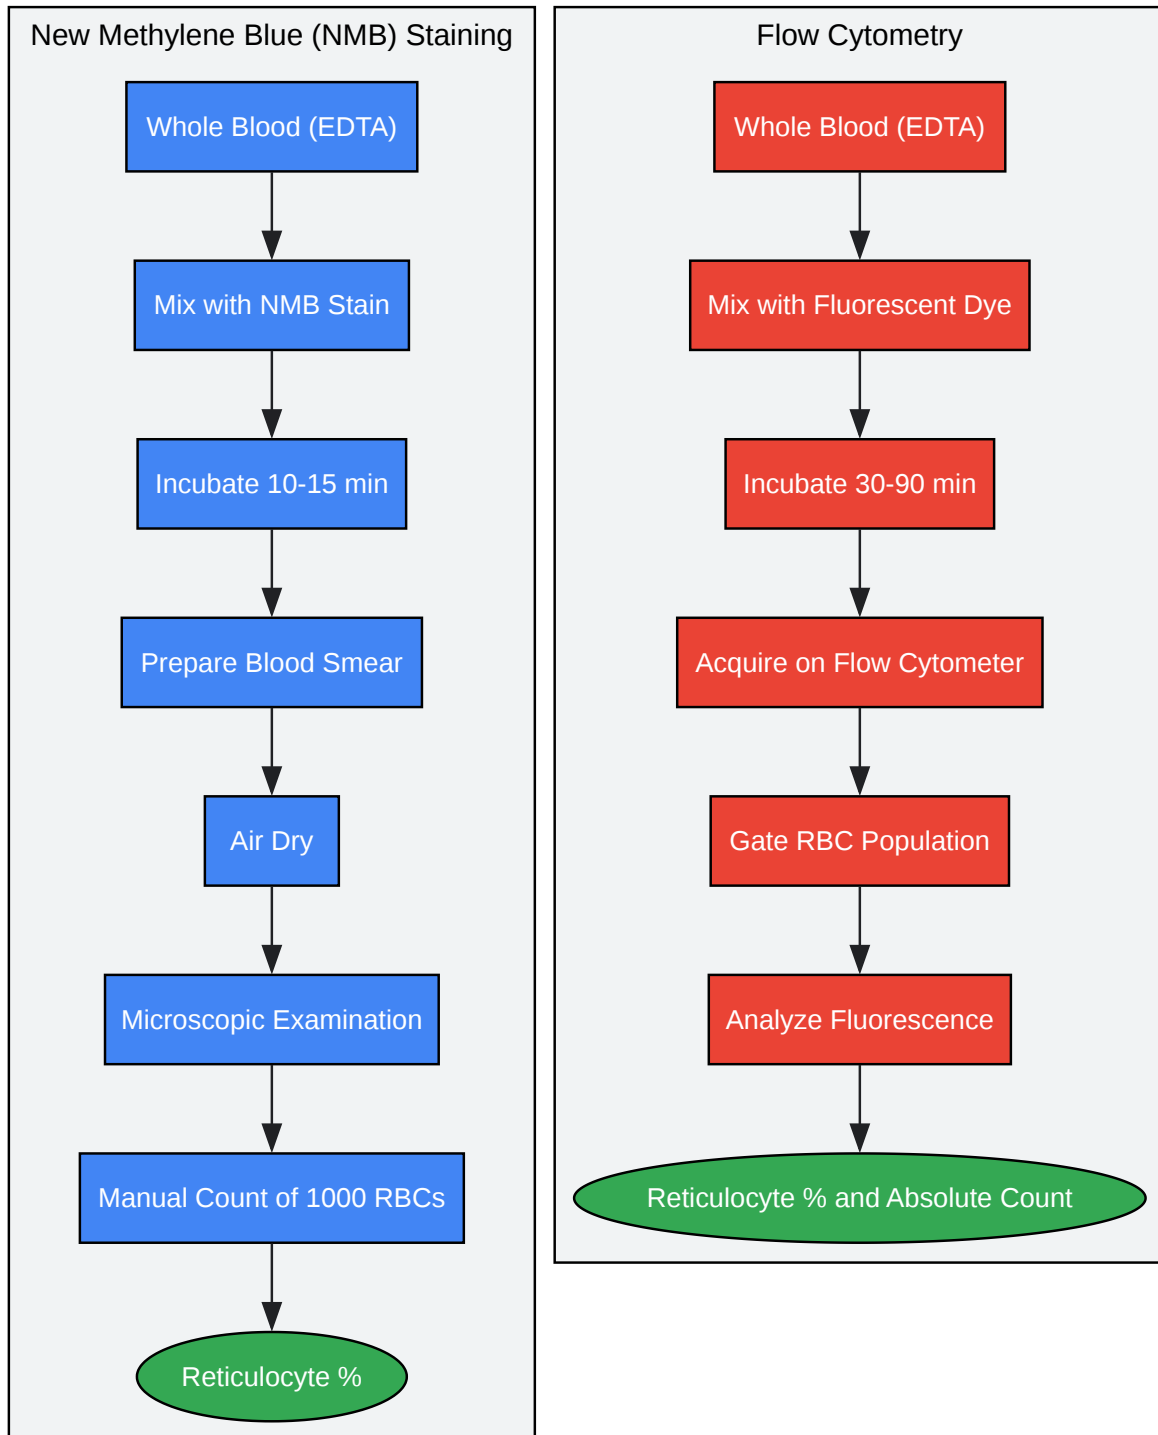 New Methylene Blue (NMB) Staining
Whole Blood (EDTA)
Mix with NMB Stain
Incubate 10-15 min
Prepare Blood Smear
Air Dry
Microscopic Examination
Manual Count of 1000 RBCs
Reticulocyte %
Flow Cytometry
Whole Blood (EDTA)
Mix with Fluorescent Dye
Incubate 30-90 min
Acquire on Flow Cytometer
Gate RBC Population
Analyze Fluorescence
Reticulocyte % and Absolute Count